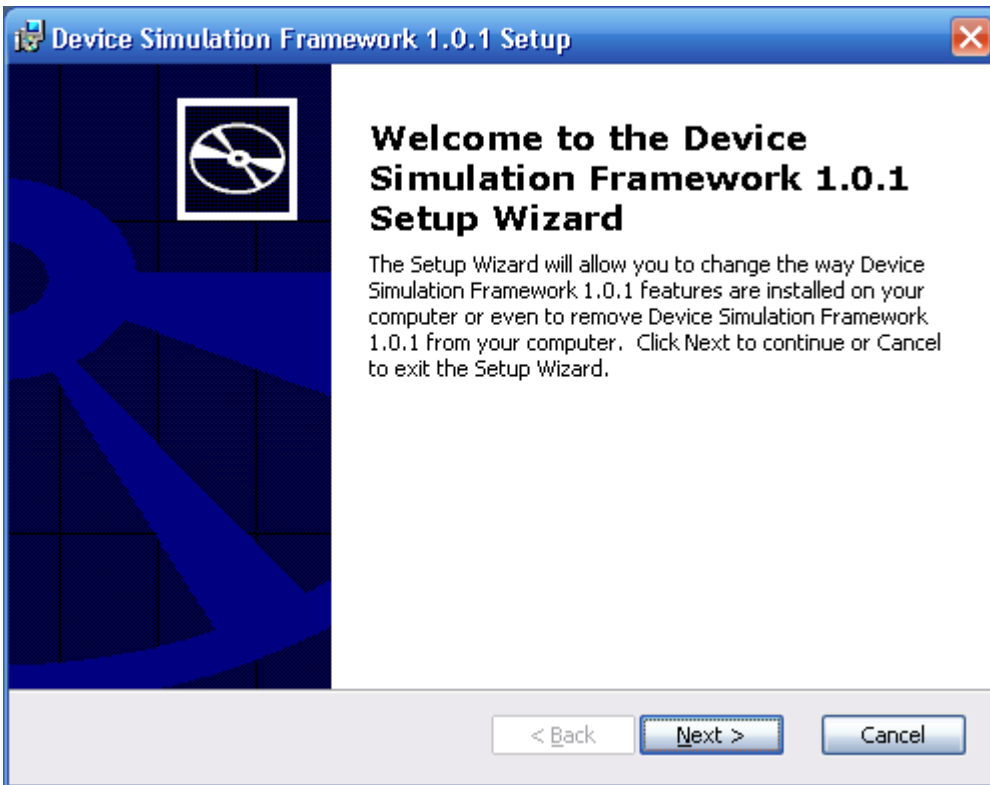 Device Simulation Framework 1.0.1 Setup
Welcome to the Device
Simulation Framework 1.0.1
Setup Wizard
The Setup Wizard will allow you to change the way Device
Simulation Framework 1.0.1 features are installed on your
computer or even to remove Device Simulation Framework
1.0.1 from your computer.  Click Next to continue or Cancel
to exit the Setup Wizard.
< Back
Next >
Cancel